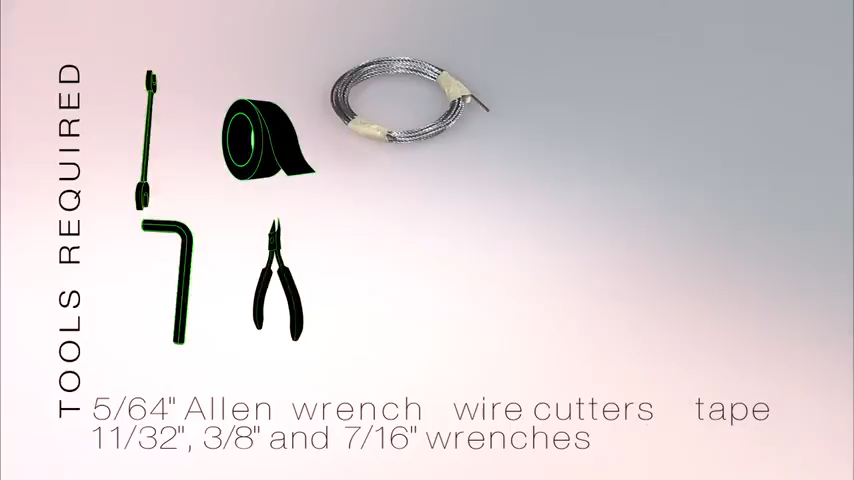 TOOLS REQUIRED
5/64" Allen wrench wire cutters tape
11/32", 3/8" and 7/16" wrenches